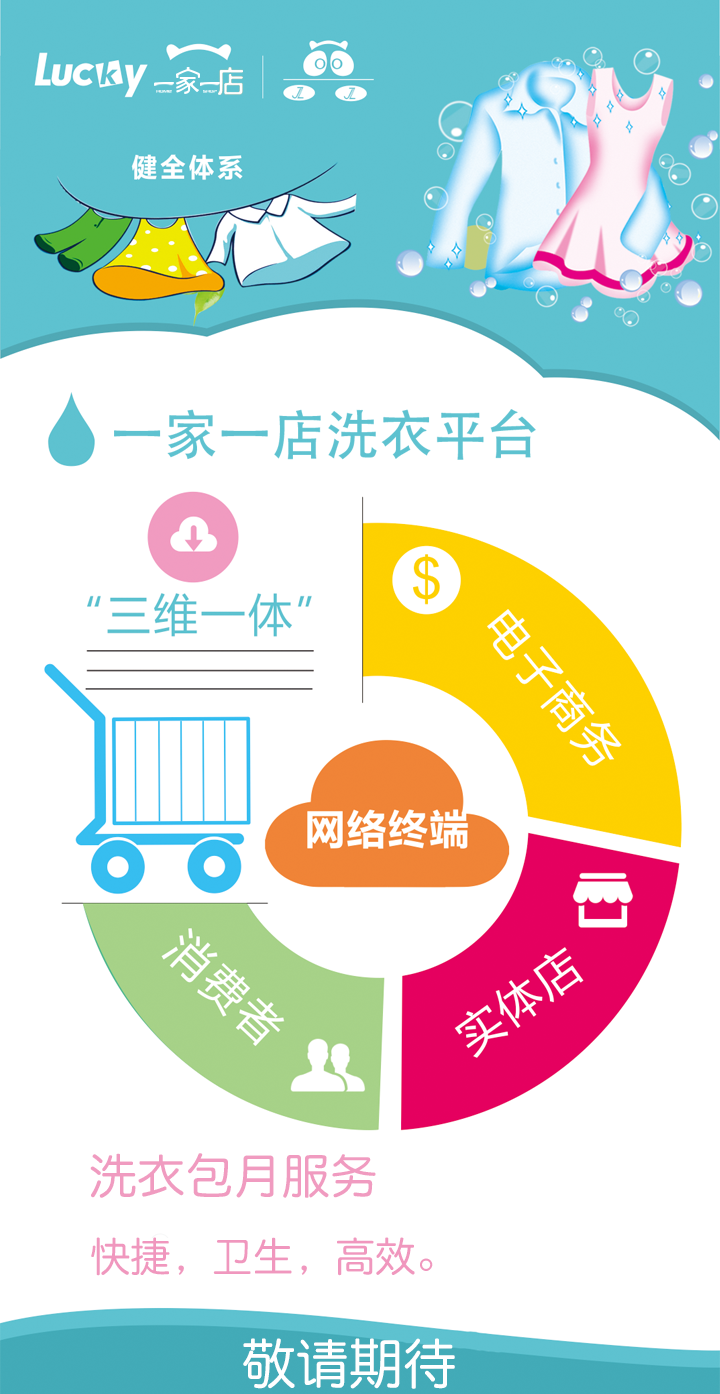 Lucky 一家一店
健全体系
一家一店洗衣平台
“三维一体”
$
电子商务
网络终端
实体店
消费者
洗衣包月服务
快捷，卫生，高效。
敬请期待